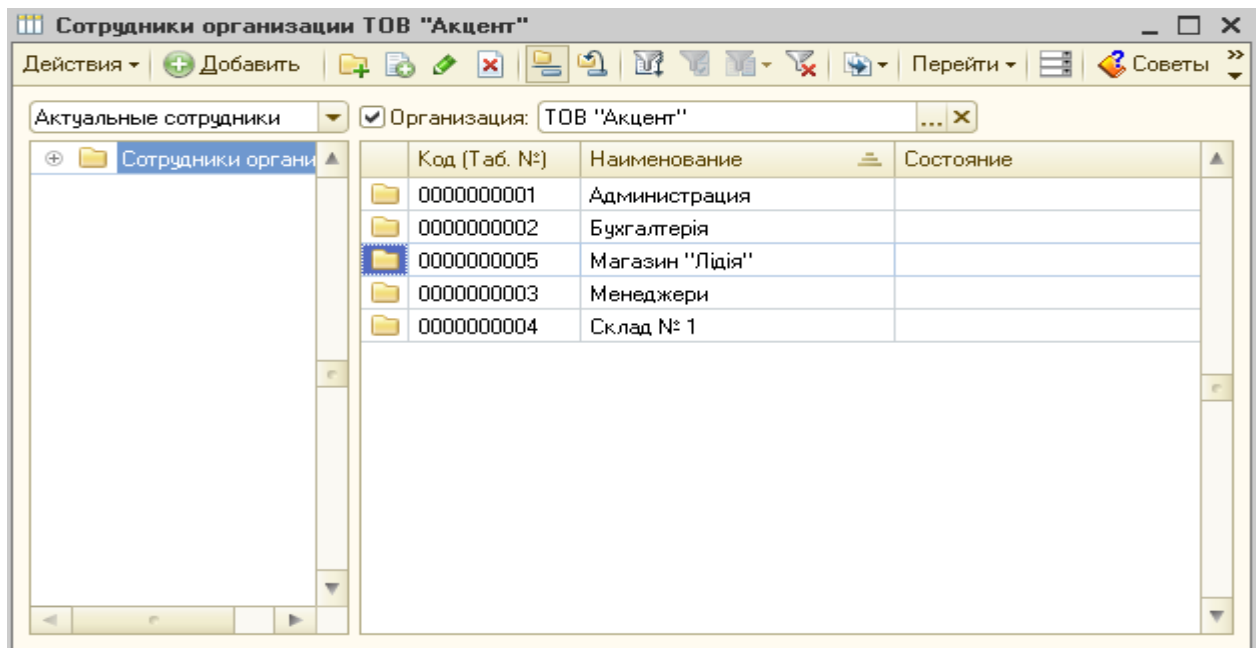 Сотрудники организации ТОВ "Акцент"
Действия Добавить Перейти Советы
Актуальные сотрудники Организация: ТОВ "Акцент" ...
Сотрудники органи Код (Таб. №) Наименование Состояние
0000000001 Администрация
0000000002 Бухгалтерія
0000000005 Магазин "Лідія"
0000000003 Менеджери
0000000004 Склад № 1